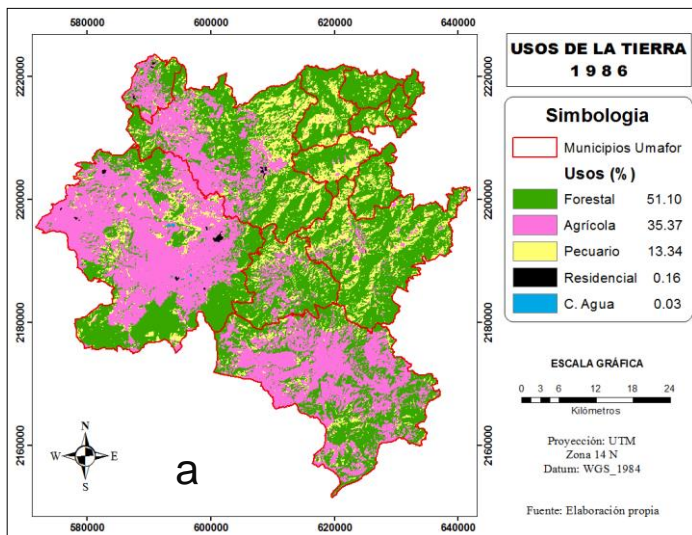 580000 600000 620000 640000
USOS DE LA TIERRA
1986
Simbologia
Municipios Umafor
Usos (%)
Forestal 51.10
Agrícola 35.37
Pecuario 13.34
Residencial 0.16
C. Agua 0.03
ESCALA GRÁFICA
0 3 6 12 18 24
Kilómetros
Proyección: UTM
Zona 14 N
Datum: WGS_1984
Fuente: Elaboración propia
2220000
2200000
2180000
2160000
2220000
2200000
2180000
2160000
N
W E
S
a
580000 600000 620000 640000